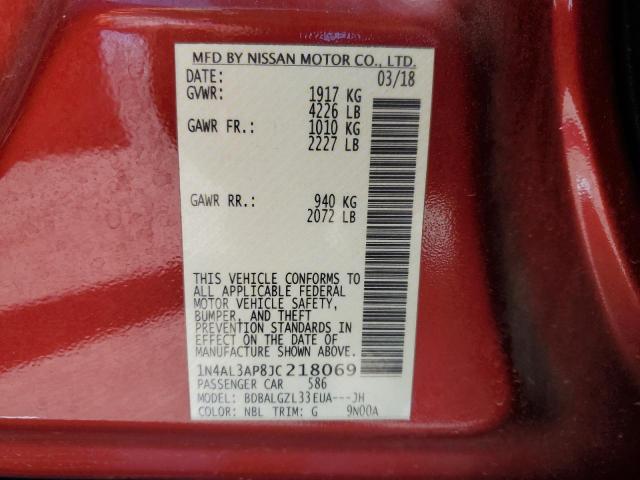 MFD BY NISSAN MOTOR CO., LTD.
DATE: 03/18
GVWR: 1917 KG
4226 LB
GAWR FR.: 1010 KG
2227 LB
GAWR RR.: 940 KG
2072 LB
THIS VEHICLE CONFORMS TO
ALL APPLICABLE FEDERAL
MOTOR VEHICLE SAFETY,
BUMPER, AND THEFT
PREVENTION STANDARDS IN
EFFECT ON THE DATE OF
MANUFACTURE SHOWN ABOVE.
1N4AL3AP8JC218069
PASSENGER CAR 586
MODEL: BDBALGZL33EUA---JH
COLOR: NBL TRIM: G 9N00A